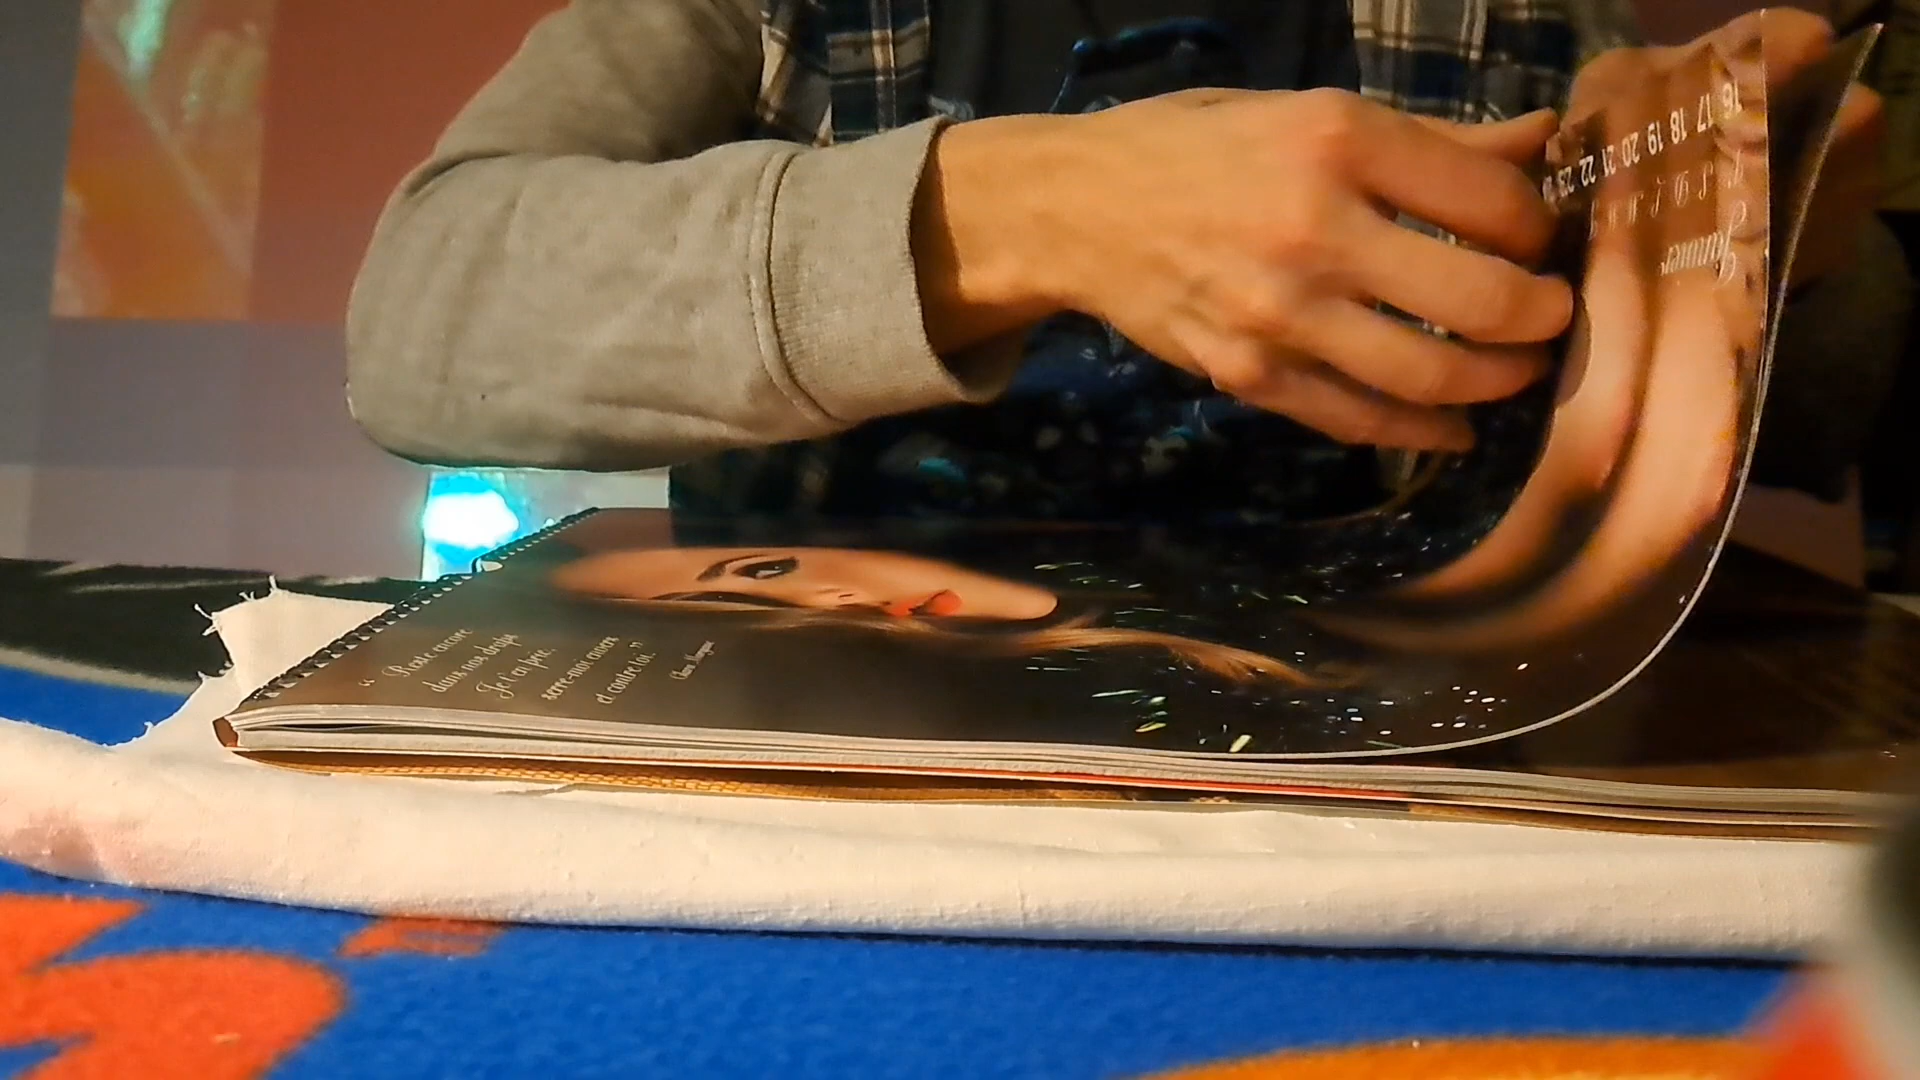 “ Reste encore
dans nos draps
Je t'en prie,
serre-moi envers
et contre toi. ”
Janvier
16 17 18 19 20 21 22 23